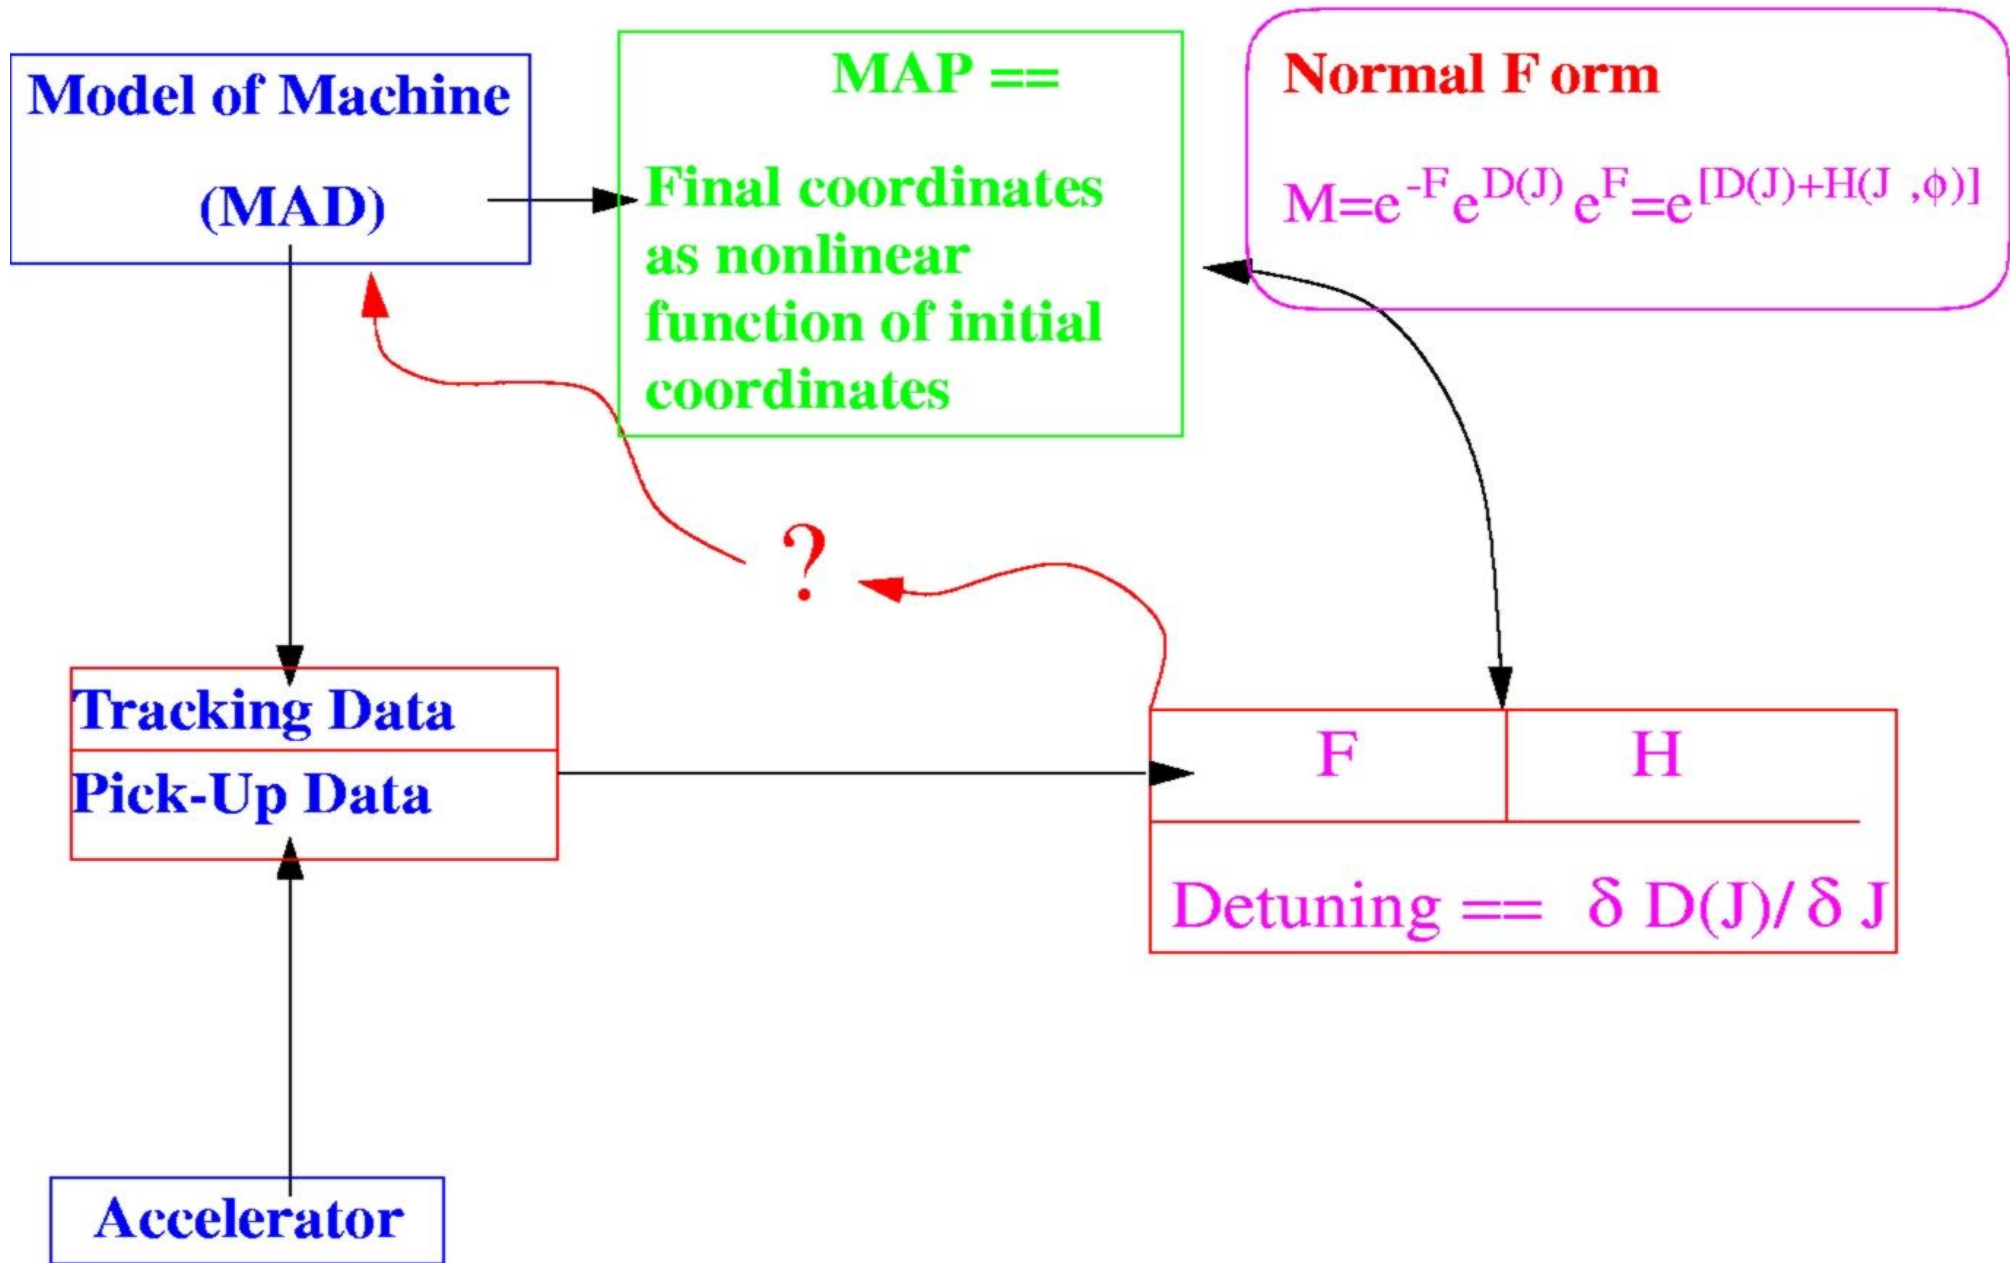 Model of Machine
(MAD)
MAP ==
Final coordinates
as nonlinear
function of initial
coordinates
Normal Form
M=e^{-F} e^{D(J)} e^{F}=e^{[D(J)+H(J ,ϕ)]}
?
Tracking Data
Pick-Up Data
F H
Detuning == δ D(J)/ δ J
Accelerator